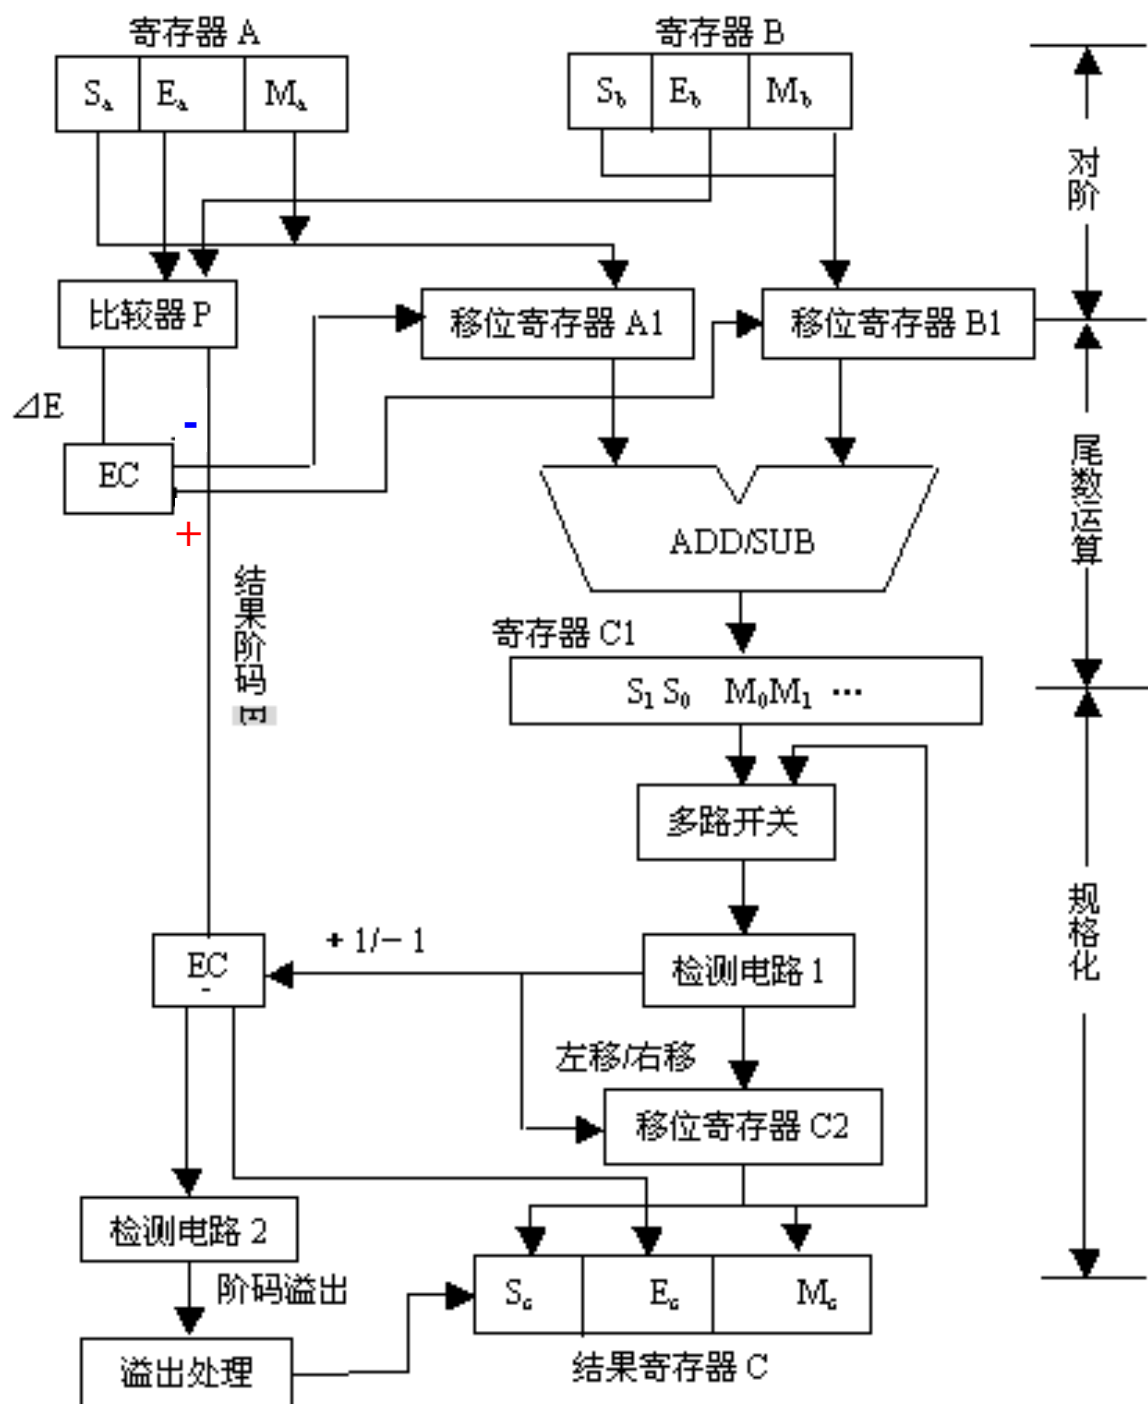 寄存器 A
寄存器 B
Sa Ea Ma
Sb Eb Mb
对阶
比较器 P
移位寄存器 A1
移位寄存器 B1
⊿E
-
EC
+
尾数运算
ADD/SUB
结果阶码 E
寄存器 C1
S1 S0 M0M1 …
多路开关
规格化
+ 1/− 1
EC
-
检测电路 1
左移/右移
移位寄存器 C2
检测电路 2
阶码溢出
Sc Ec Mc
溢出处理
结果寄存器 C